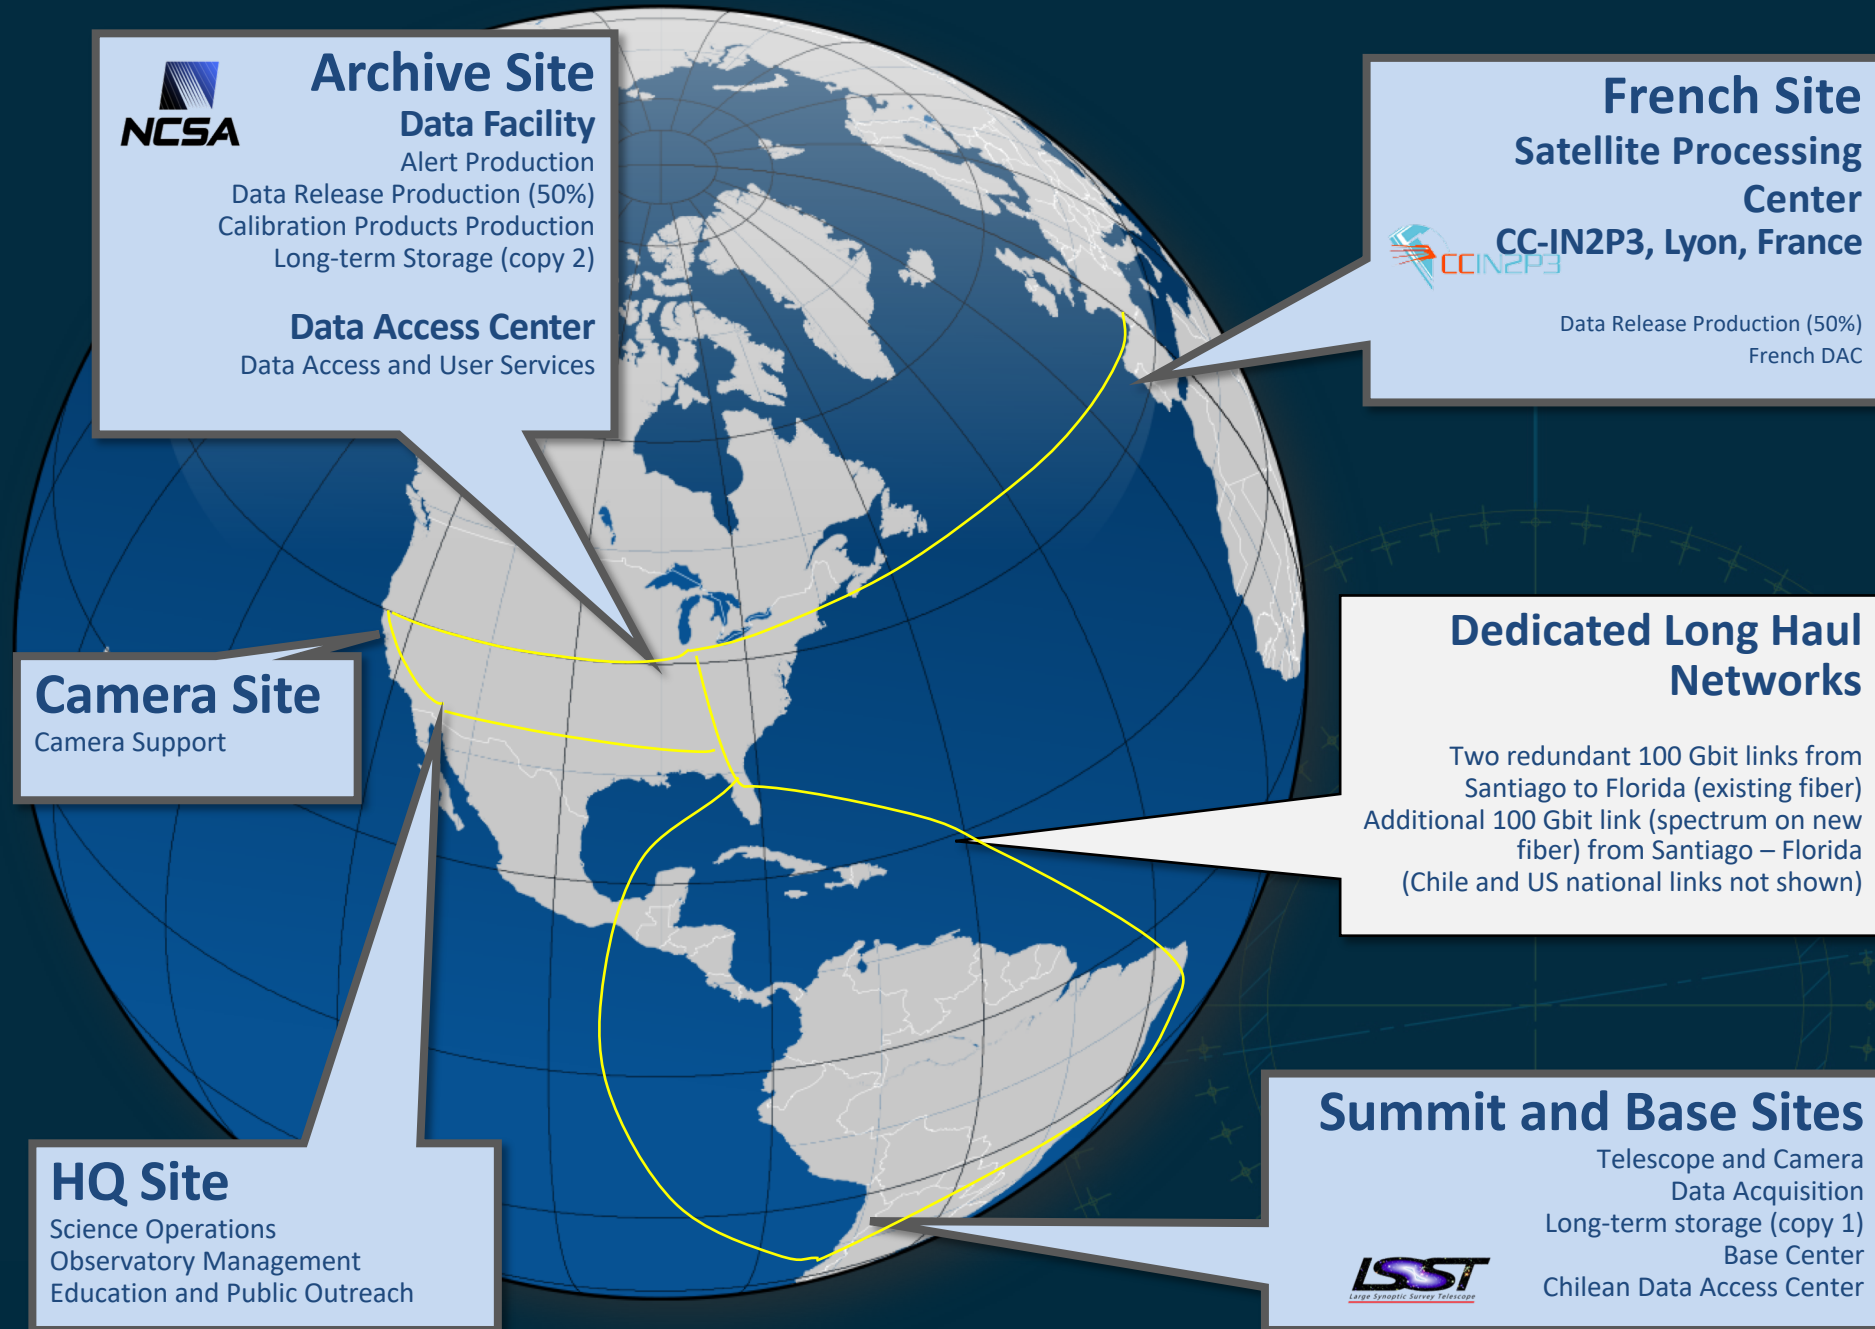 NCSA
Archive Site
Data Facility
Alert Production
Data Release Production (50%)
Calibration Products Production
Long-term Storage (copy 2)
Data Access Center
Data Access and User Services
French Site
Satellite Processing
Center
CC-IN2P3, Lyon, France
CCIN2P3
Data Release Production (50%)
French DAC
Camera Site
Camera Support
Dedicated Long Haul
Networks
Two redundant 100 Gbit links from
Santiago to Florida (existing fiber)
Additional 100 Gbit link (spectrum on new
fiber) from Santiago – Florida
(Chile and US national links not shown)
HQ Site
Science Operations
Observatory Management
Education and Public Outreach
Summit and Base Sites
Telescope and Camera
Data Acquisition
Long-term storage (copy 1)
Base Center
Chilean Data Access Center
LSST
Large Synoptic Survey Telescope